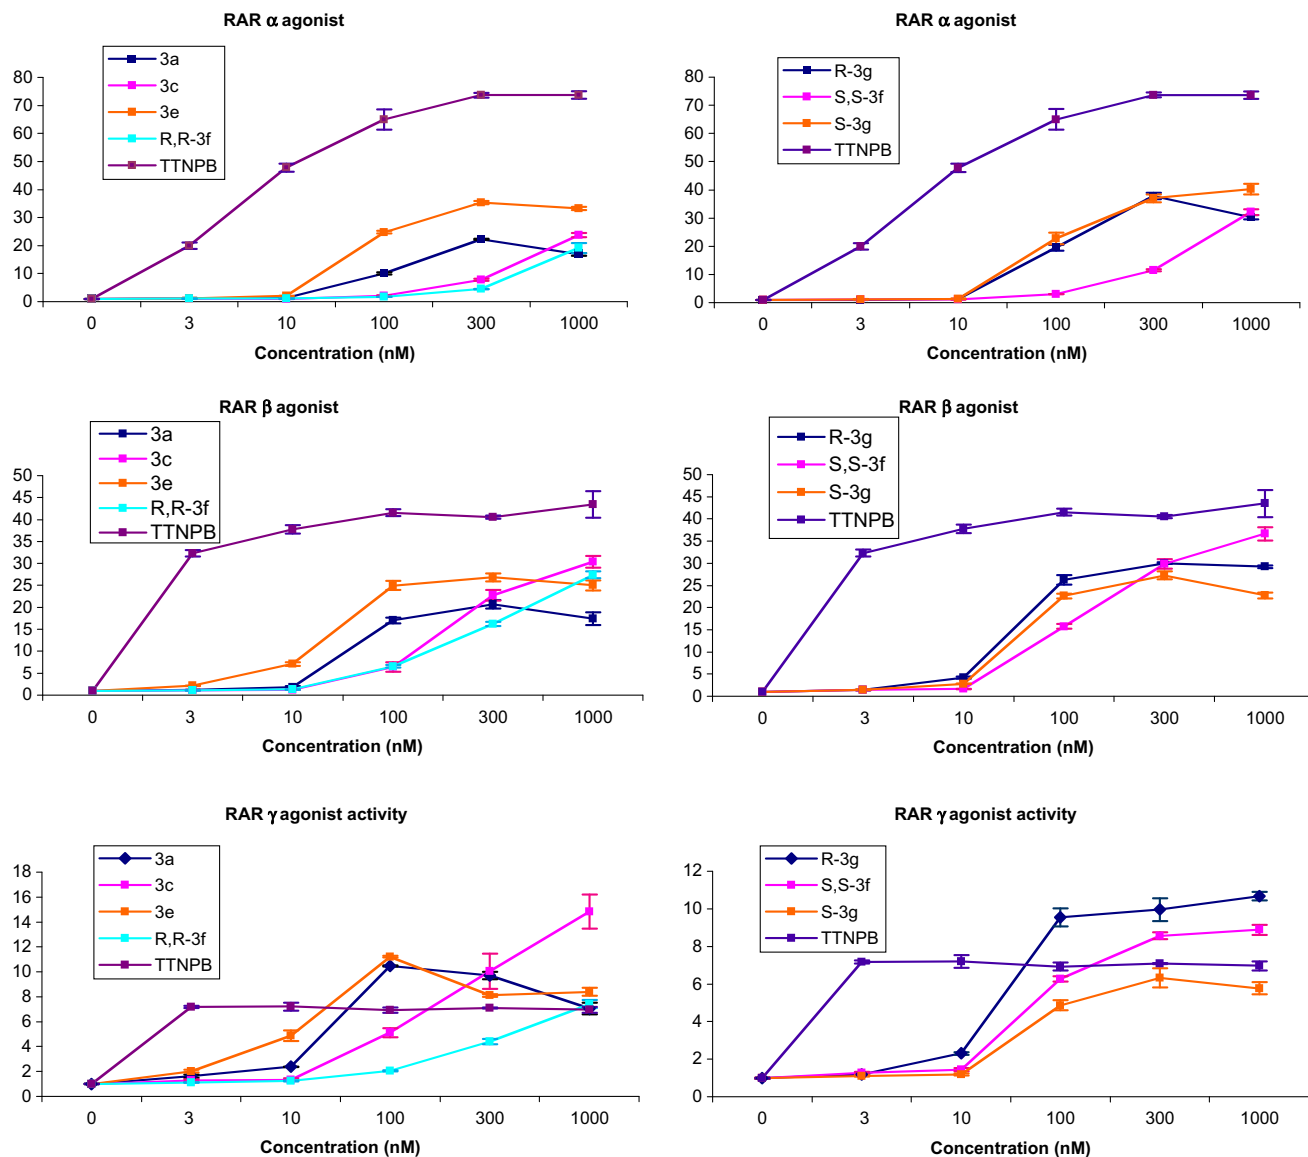 RAR α agonist
3a
3c
3e
R,R-3f
TTNPB
80
70
60
50
40
30
20
10
0
0 3 10 100 300 1000
Concentration (nM)
RAR α agonist
R-3g
S,S-3f
S-3g
TTNPB
80
70
60
50
40
30
20
10
0
0 3 10 100 300 1000
Concentration (nM)
RAR β agonist
3a
3c
3e
R,R-3f
TTNPB
50
45
40
35
30
25
20
15
10
5
0
0 3 10 100 300 1000
Concentration (nM)
RAR β agonist
R-3g
S,S-3f
S-3g
TTNPB
50
45
40
35
30
25
20
15
10
5
0
0 3 10 100 300 1000
Concentration (nM)
RAR γ agonist activity
3a
3c
3e
R,R-3f
TTNPB
18
16
14
12
10
8
6
4
2
0
0 3 10 100 300 1000
Concentration (nM)
RAR γ agonist activity
R-3g
S,S-3f
S-3g
TTNPB
12
10
8
6
4
2
0
0 3 10 100 300 1000
Concentration (nM)